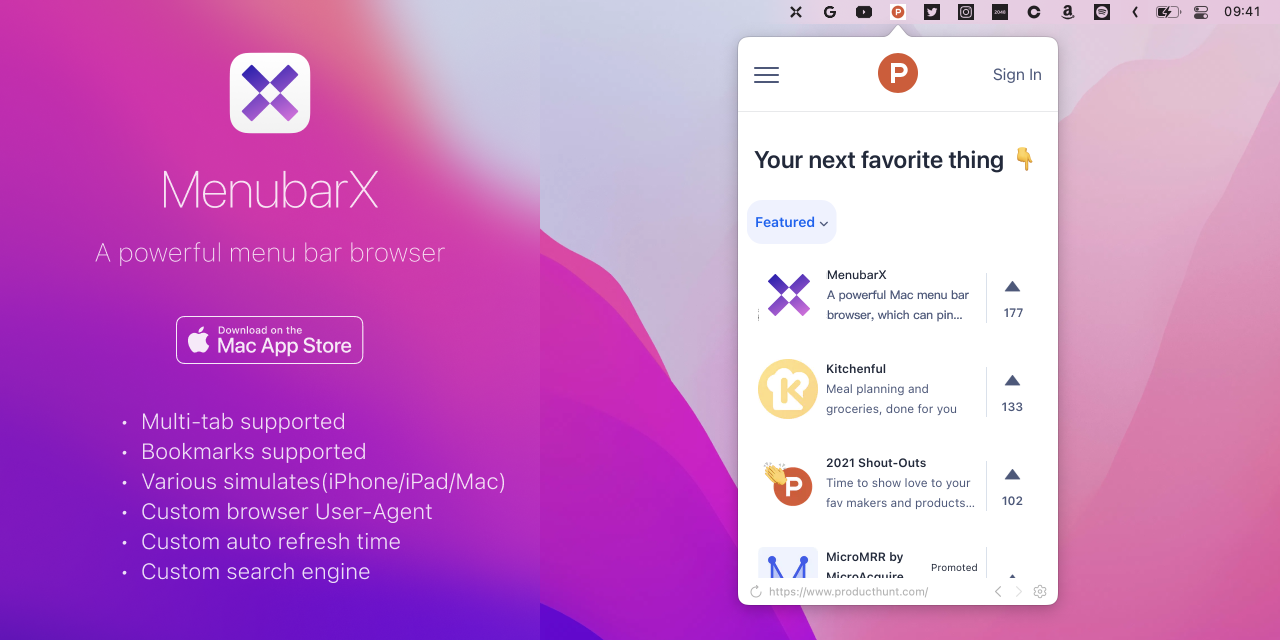 09:41
MenubarX
A powerful menu bar browser
Download on the
Mac App Store
• Multi-tab supported
• Bookmarks supported
• Various simulates(iPhone/iPad/Mac)
• Custom browser User-Agent
• Custom auto refresh time
• Custom search engine
Sign In
Your next favorite thing 👇
Featured
MenubarX
A powerful Mac menu bar
browser, which can pin...
177
Kitchenful
Meal planning and
groceries, done for you
133
2021 Shout-Outs
Time to show love to your
fav makers and products...
102
MicroMRR by
MicroAcquire
Promoted
https://www.producthunt.com/